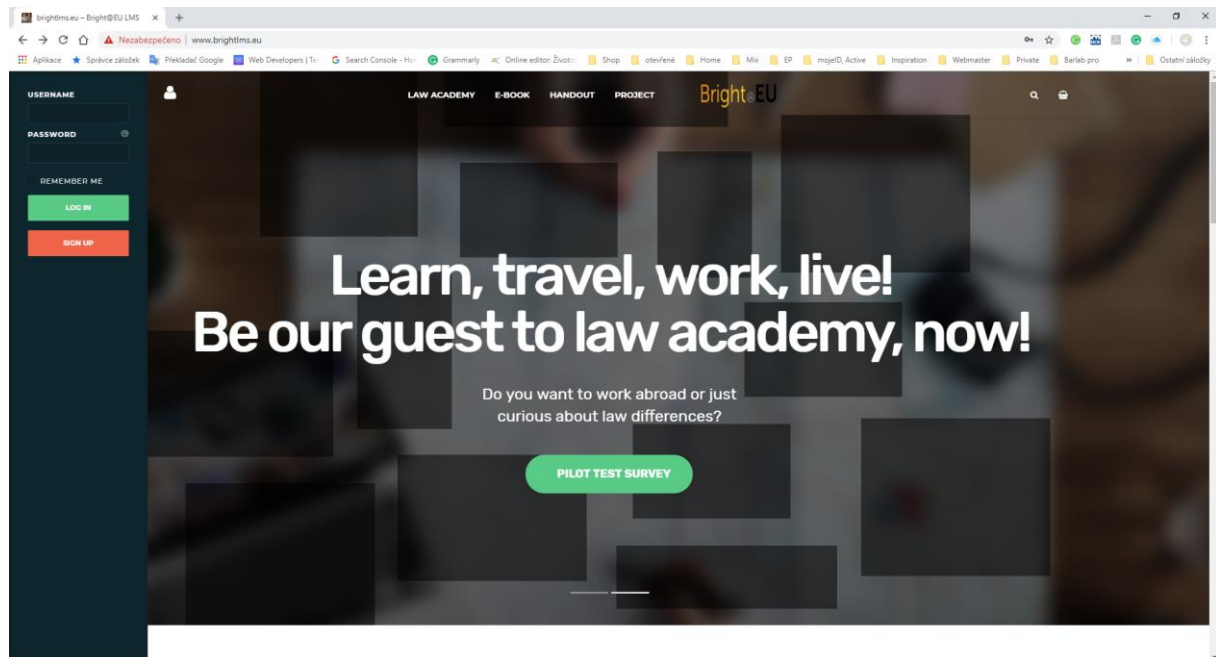 brightlms.eu – Bright@EU LMS
Nezabezpečeno | www.brightlms.eu
Aplikace Správce záložek Překladač Google Web Developers | Te Search Console - Ho Grammarly Online editor: Života Shop otevřené Home Mix EP mojeID, Active Inspiration Webmaster Private Barlab pro » Ostatní záložky
USERNAME
PASSWORD
REMEMBER ME
LOG IN
SIGN UP
LAW ACADEMY E-BOOK HANDOUT PROJECT Bright@EU
Learn, travel, work, live!
Be our guest to law academy, now!
Do you want to work abroad or just
curious about law differences?
PILOT TEST SURVEY